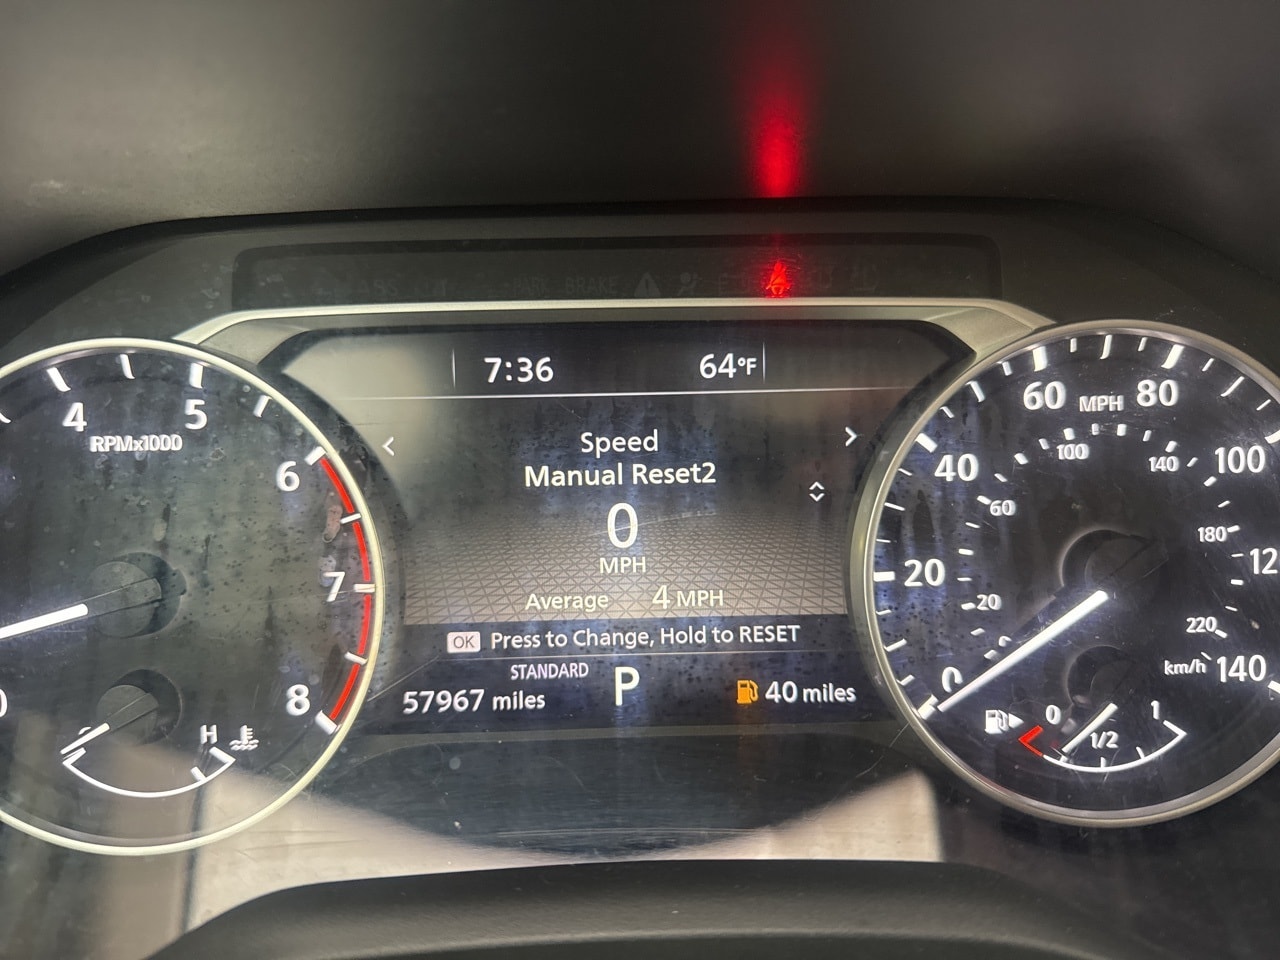 PARK BRAKE
7:36
64°F
Speed
Manual Reset2
0
MPH
Average 4 MPH
OK Press to Change, Hold to RESET
STANDARD
57967 miles
P
40 miles
4
5
6
7
8
RPMx1000
H
0
20
40
60
80
100
12
140
MPH
20
60
100
140
180
220
km/h
0
1/2
1